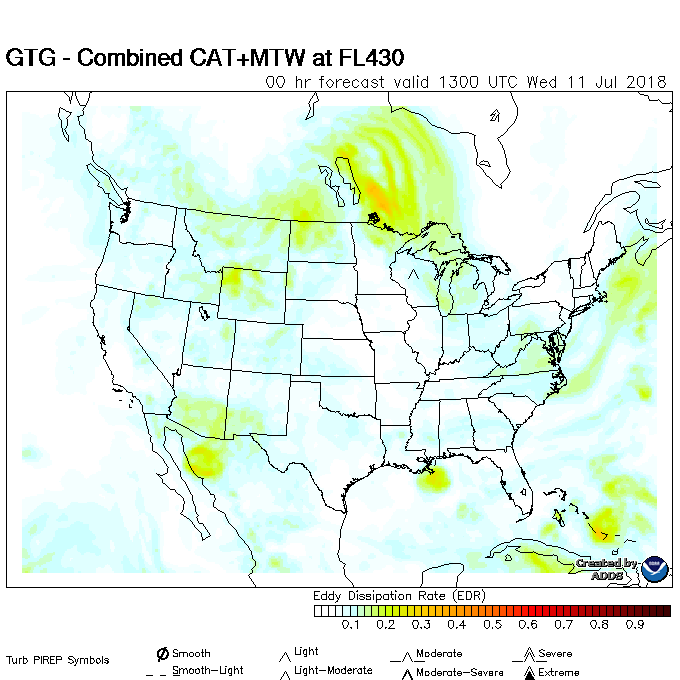 GTG - Combined CAT+MTW at FL430
00 hr forecast valid 1300 UTC Wed 11 Jul 2018
Created by
ADDS
Eddy Dissipation Rate (EDR)
0.1 0.2 0.3 0.4 0.5 0.6 0.7 0.8 0.9
Turb PIREP Symbols
Smooth Light Moderate Severe
Smooth-Light Light-Moderate Moderate-Severe Extreme